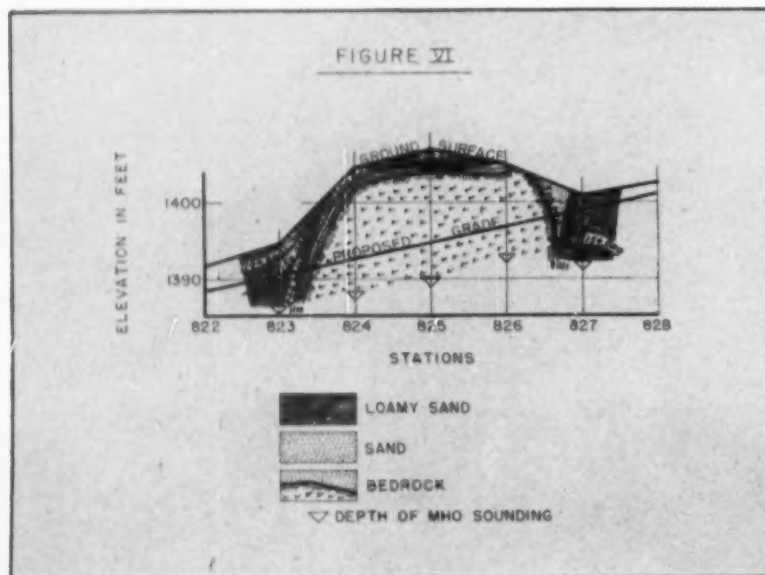 FIGURE VI
ELEVATION IN FEET
GROUND SURFACE
1400
PROPOSED GRADE
1390
822 823 824 825 826 827 828
STATIONS
LOAMY SAND
SAND
BEDROCK
DEPTH OF MHO SOUNDING